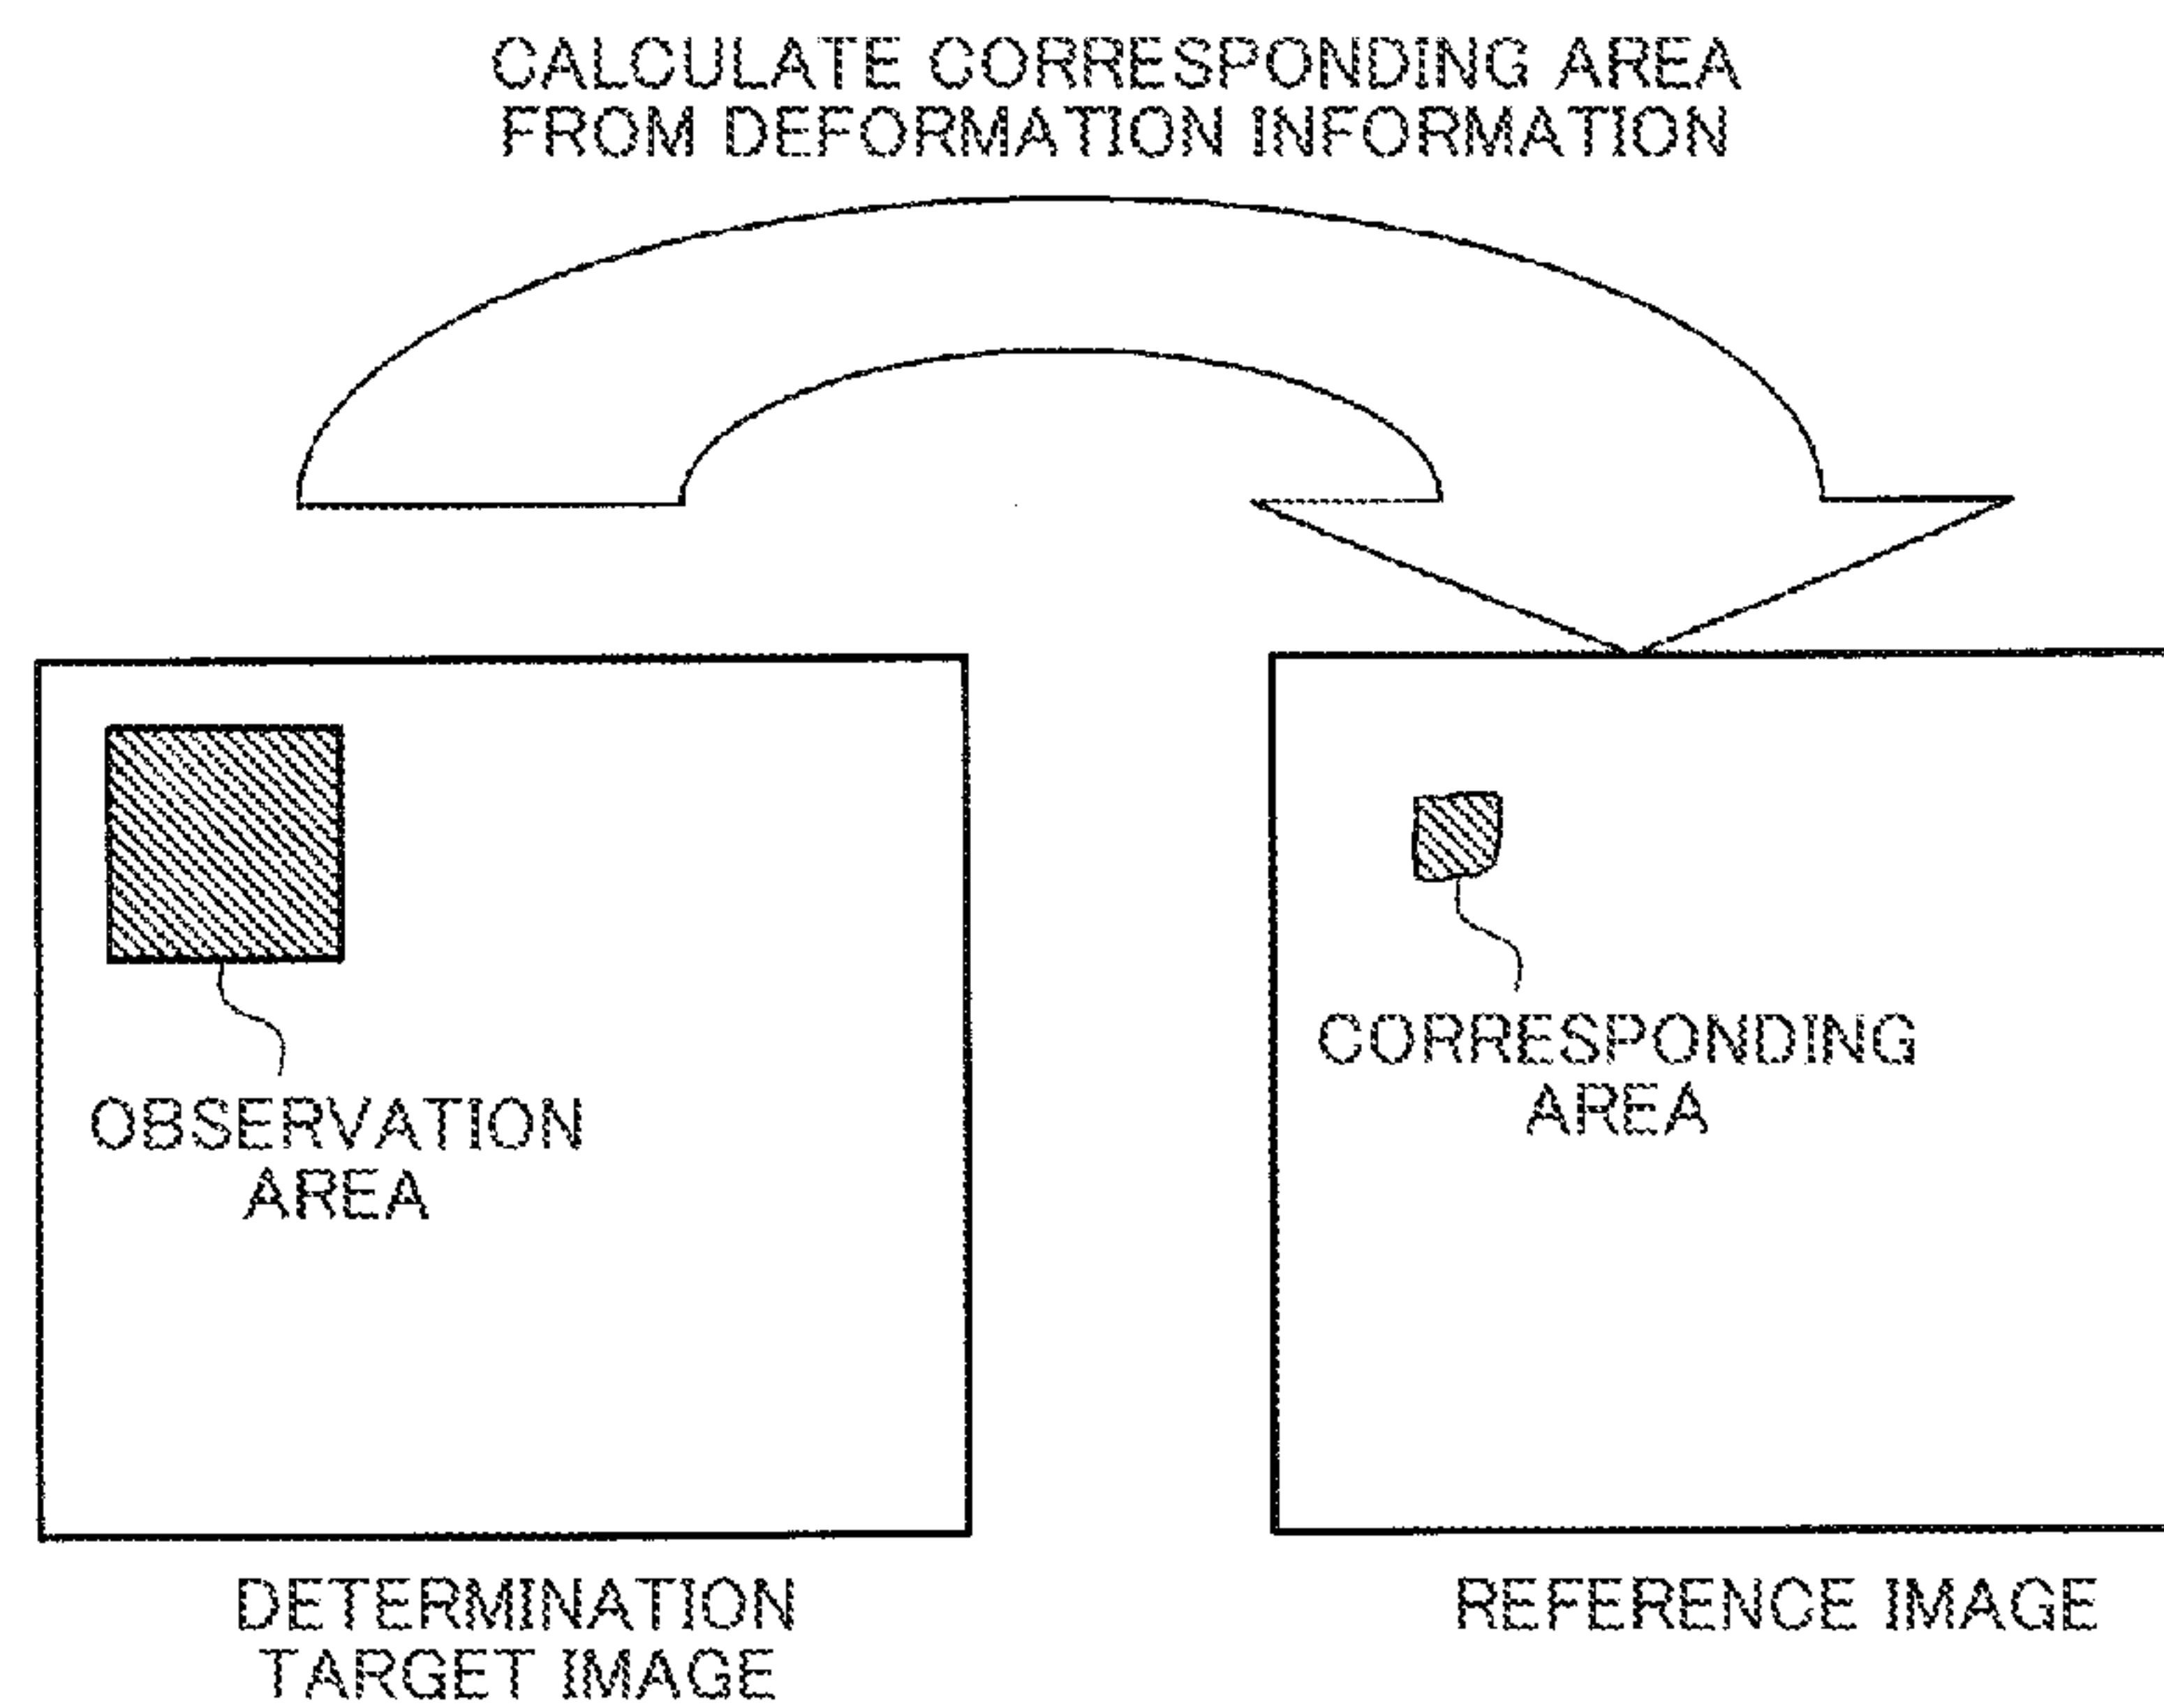 CALCULATE CORRESPONDING AREA
FROM DEFORMATION INFORMATION
OBSERVATION
AREA
CORRESPONDING
AREA
DETERMINATION
TARGET IMAGE
REFERENCE IMAGE